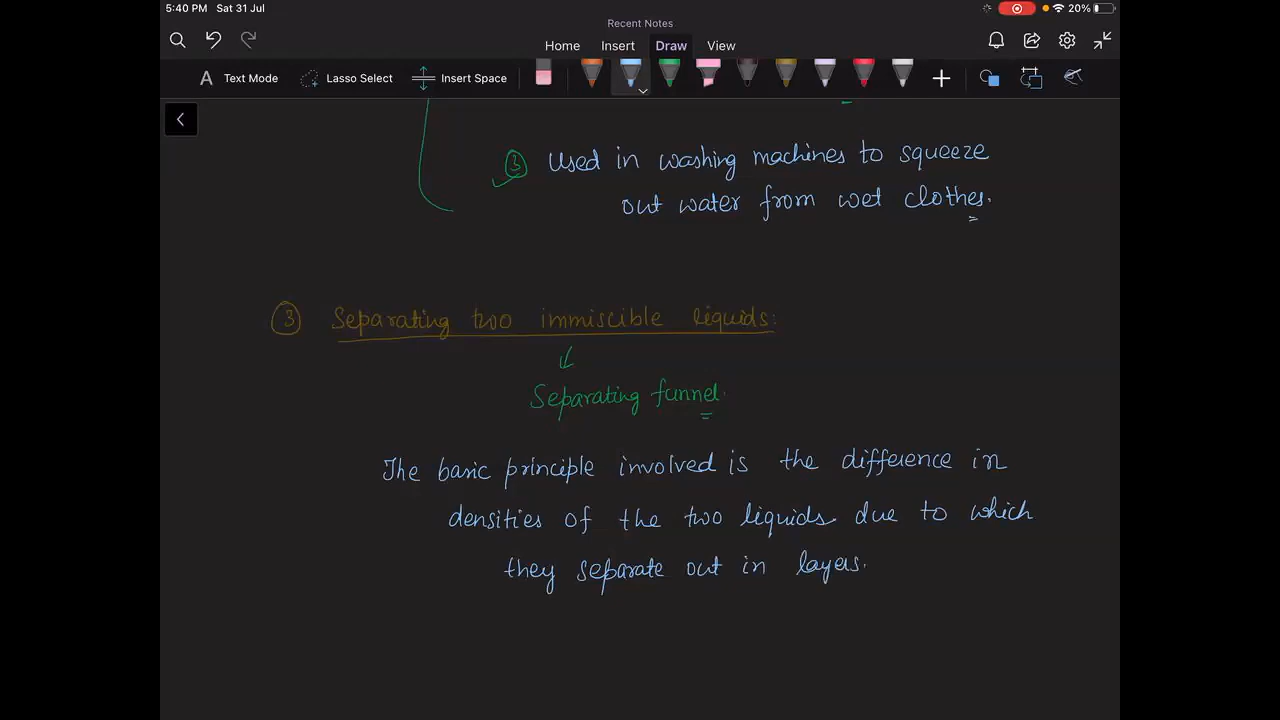 5:40 PM Sat 31 Jul
20%
Recent Notes
Home Insert Draw View
Text Mode Lasso Select Insert Space
③ Used in washing machines to squeeze
out water from wet clothes.
③ Separating two immiscible liquids:
Separating funnel.
The basic principle involved is the difference in
densities of the two liquids due to which
they separate out in layers.